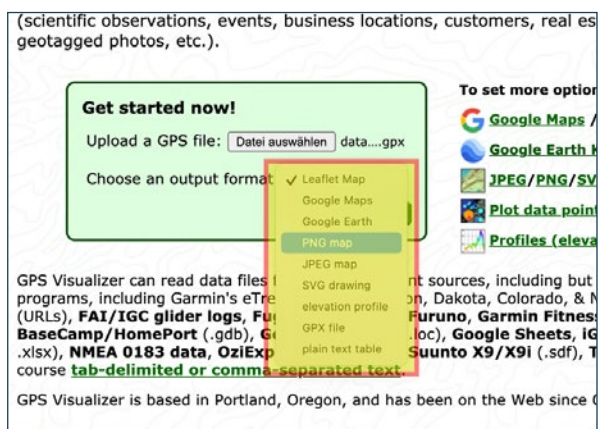 (scientific observations, events, business locations, customers, real es
geotagged photos, etc.).
Get started now!
Upload a GPS file: Datei auswählen data....gpx
Choose an output format
✓ Leaflet Map
Google Maps
Google Earth
PNG map
JPEG map
SVG drawing
elevation profile
GPX file
plain text table
To set more option
Google Maps /
Google Earth K
JPEG/PNG/SV
Plot data point
Profiles (eleva
GPS Visualizer can read data files f nt sources, including but
programs, including Garmin's eTre on, Dakota, Colorado, & N
(URLs), FAI/IGC glider logs, Fug Furuno, Garmin Fitness
BaseCamp/HomePort (.gdb), Ge .loc), Google Sheets, iG
.xlsx), NMEA 0183 data, OziExp Suunto X9/X9i (.sdf), T
course tab-delimited or comma-separated text.
GPS Visualizer is based in Portland, Oregon, and has been on the Web since O